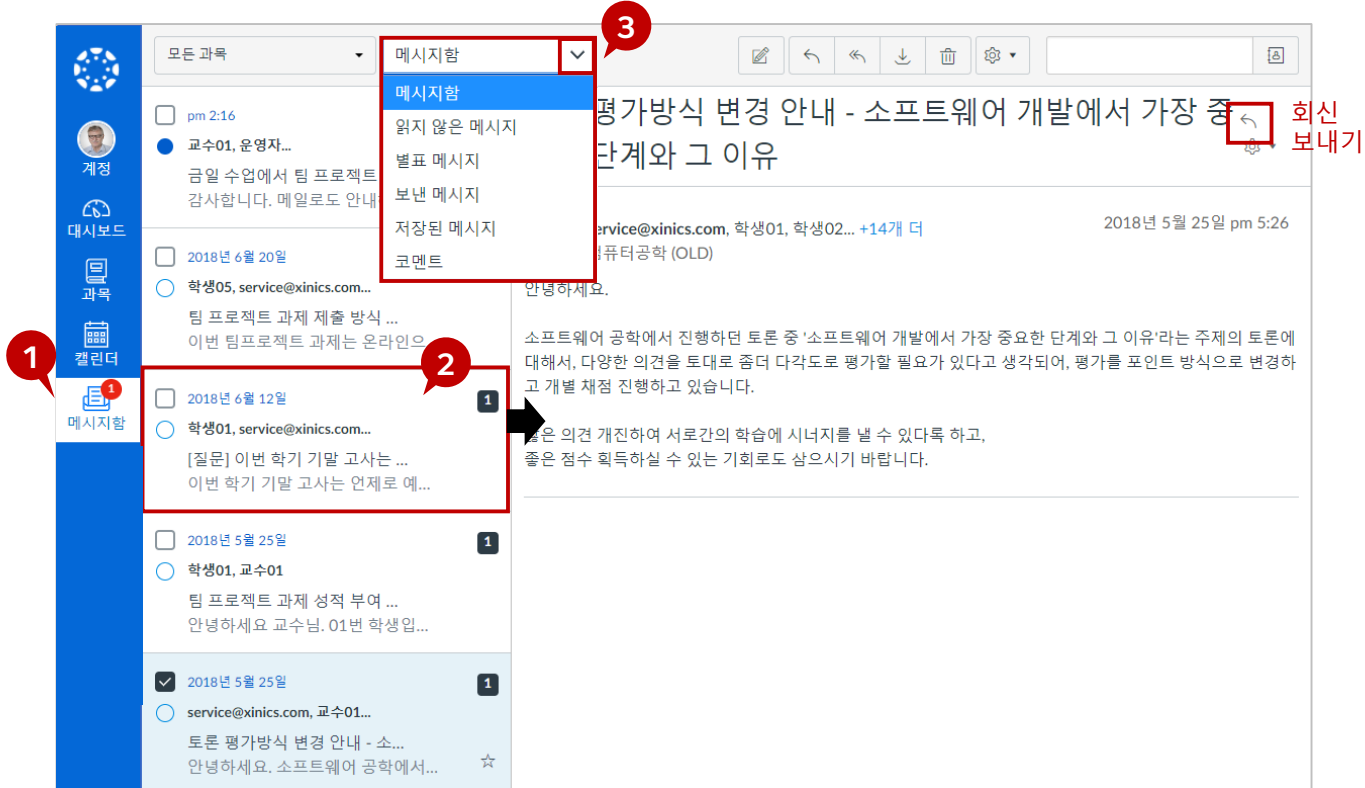 3
모든 과목
메시지함
메시지함
읽지 않은 메시지
별표 메시지
보낸 메시지
저장된 메시지
코멘트
계정
대시보드
과목
캘린더
1
1
메시지함
pm 2:16
교수01, 운영자...
금일 수업에서 팀 프로젝트
감사합니다. 메일로도 안내
2018년 6월 20일
학생05, service@xinics.com...
팀 프로젝트 과제 제출 방식 ...
이번 팀프로젝트 과제는 온라인으
2
2018년 6월 12일
1
학생01, service@xinics.com...
[질문] 이번 학기 기말 고사는 ...
이번 학기 기말 고사는 언제로 예...
2018년 5월 25일
1
학생01, 교수01
팀 프로젝트 과제 성적 부여 ...
안녕하세요 교수님. 01번 학생입...
2018년 5월 25일
1
service@xinics.com, 교수01...
토론 평가방식 변경 안내 - 소...
안녕하세요. 소프트웨어 공학에서...
평가방식 변경 안내 - 소프트웨어 개발에서 가장 중
단계와 그 이유
회신
보내기
ervice@xinics.com, 학생01, 학생02... +14개 더
2018년 5월 25일 pm 5:26
컴퓨터공학 (OLD)
안녕하세요.
소프트웨어 공학에서 진행하던 토론 중 '소프트웨어 개발에서 가장 중요한 단계와 그 이유'라는 주제의 토론에
대해서, 다양한 의견을 토대로 좀더 다각도로 평가할 필요가 있다고 생각되어, 평가를 포인트 방식으로 변경하
고 개별 채점 진행하고 있습니다.
많은 의견 개진하여 서로간의 학습에 시너지를 낼 수 있다록 하고,
좋은 점수 획득하실 수 있는 기회로도 삼으시기 바랍니다.